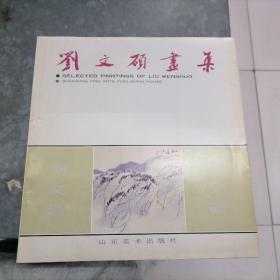 劉文碩畫集
SELECTED PAINTINGS OF LIU WENSHUO
SHANDONG FINE ARTS PUBLISHING HOUSE
山东美术出版社